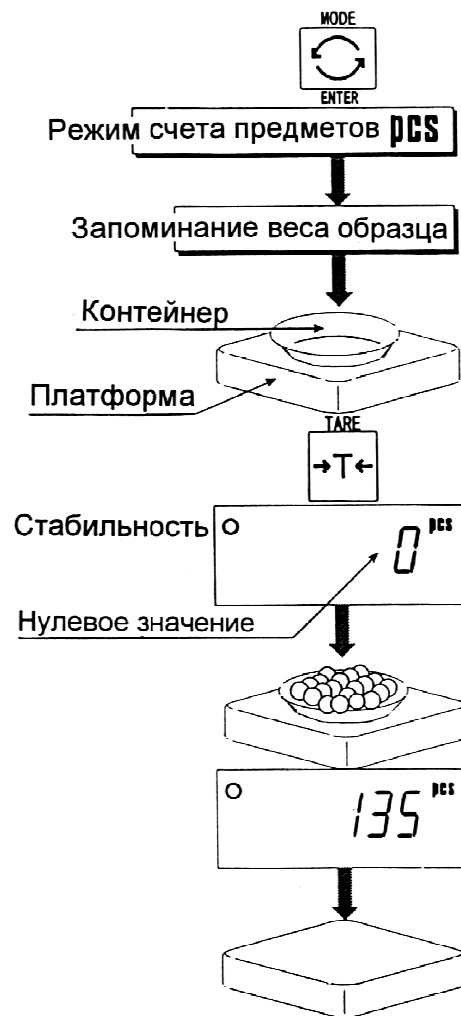 MODE
ENTER
Режим счета предметов pcs
Запоминание веса образца
Контейнер
Платформа
TARE
→T←
Стабильность
0 pcs
Нулевое значение
135 pcs